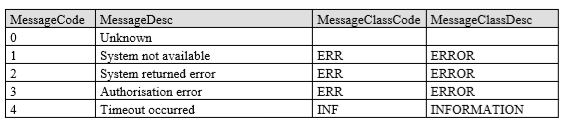 MessageCode MessageDesc MessageClassCode MessageClassDesc
0 Unknown
1 System not available ERR ERROR
2 System returned error ERR ERROR
3 Authorisation error ERR ERROR
4 Timeout occurred INF INFORMATION